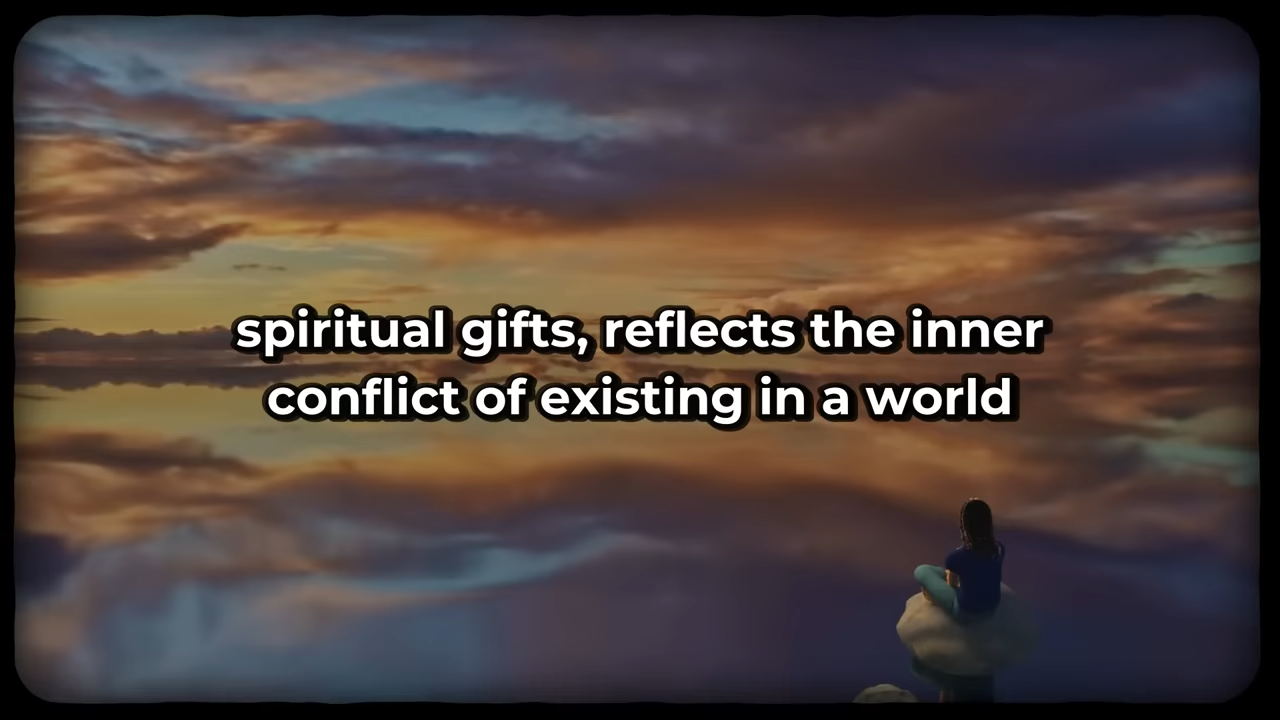 spiritual gifts, reflects the inner
conflict of existing in a world